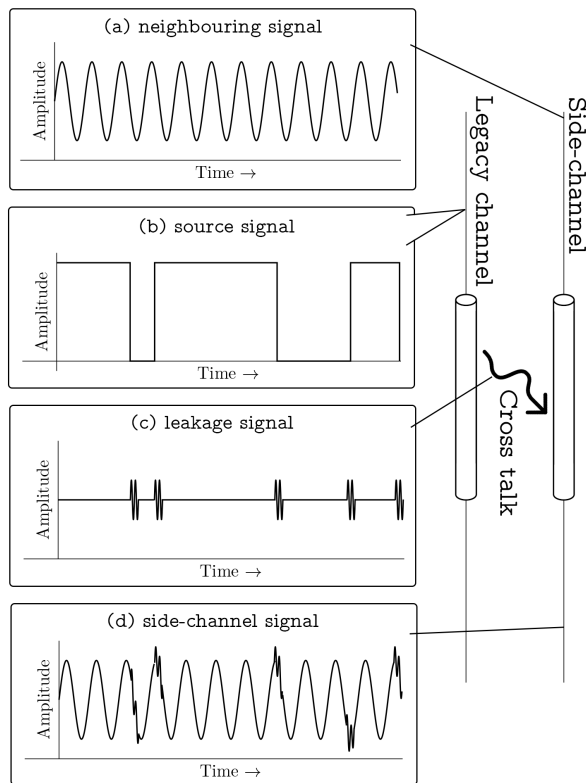 (a) neighbouring signal
Amplitude
Time →
(b) source signal
Amplitude
Time →
(c) leakage signal
Amplitude
Time →
(d) side-channel signal
Amplitude
Time →
Legacy channel
Side-channel
Cross talk